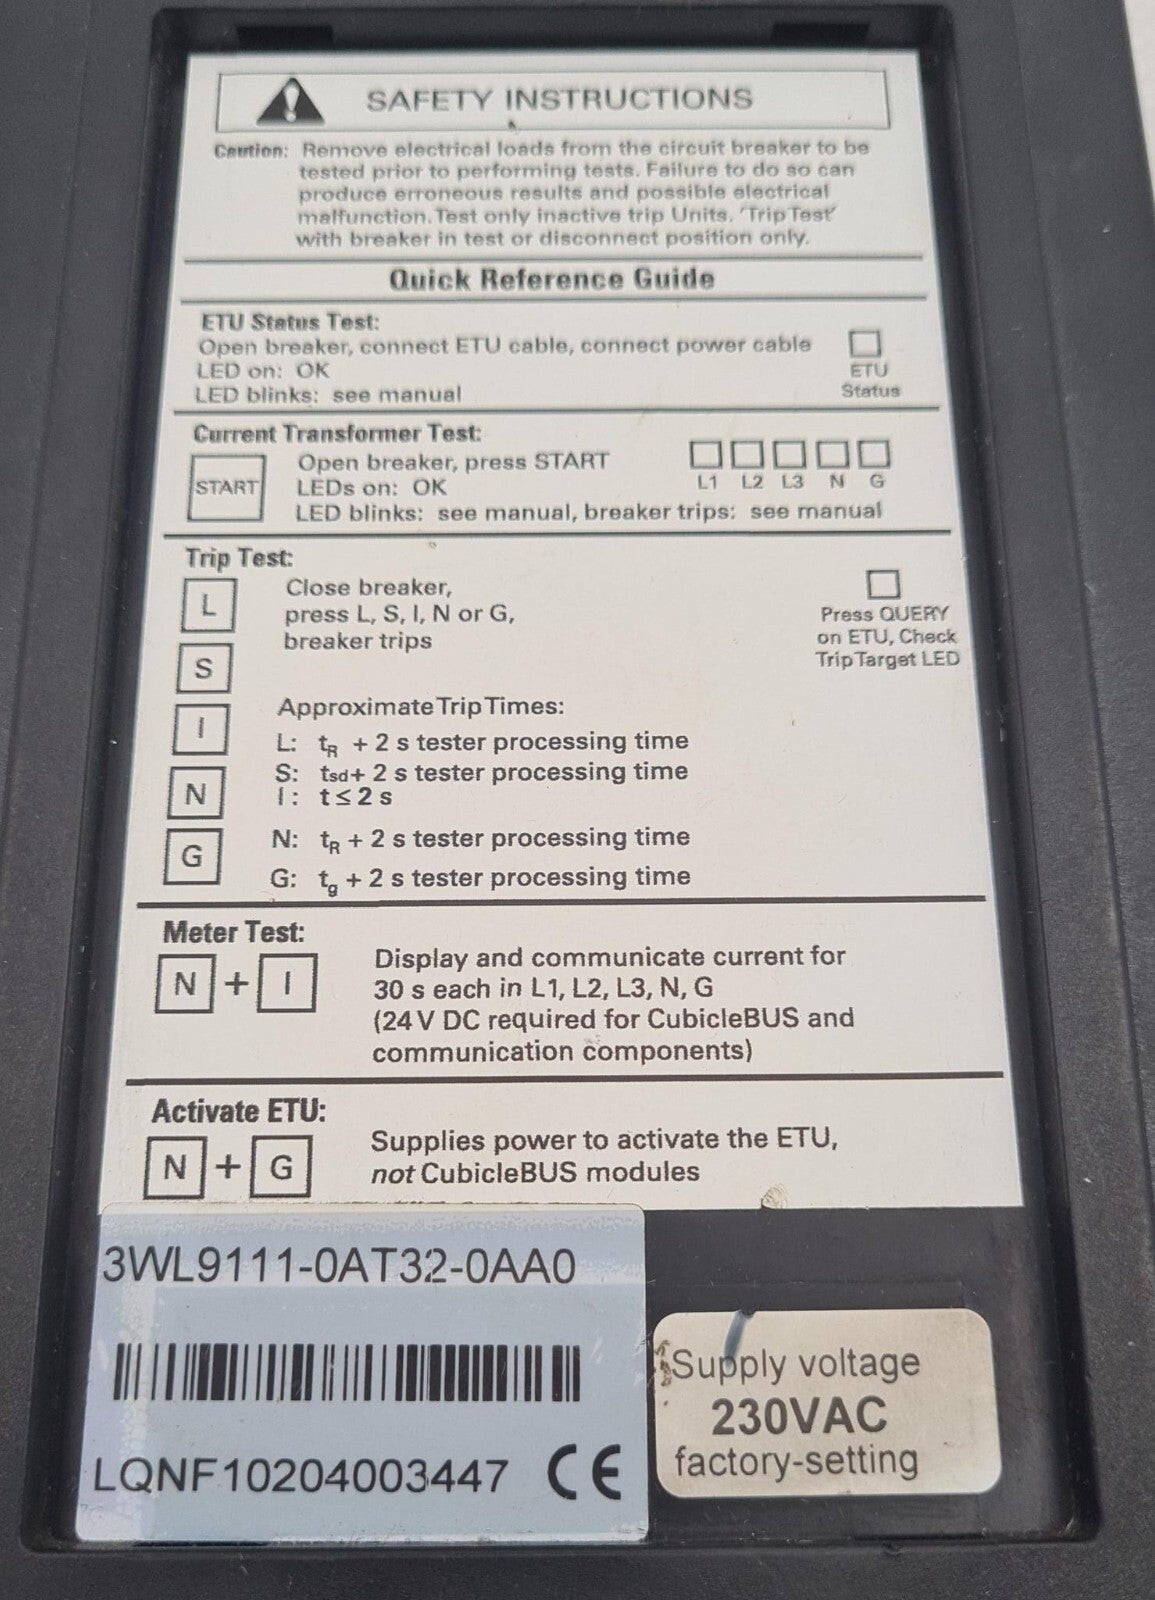 SAFETY INSTRUCTIONS
Caution: Remove electrical loads from the circuit breaker to be
tested prior to performing tests. Failure to do so can
produce erroneous results and possible electrical
malfunction. Test only inactive trip Units. 'Trip Test'
with breaker in test or disconnect position only.
Quick Reference Guide
ETU Status Test:
Open breaker, connect ETU cable, connect power cable
LED on: OK
LED blinks: see manual
ETU
Status
Current Transformer Test:
START
Open breaker, press START
LEDs on: OK
LED blinks: see manual, breaker trips: see manual
L1 L2 L3 N G
Trip Test:
L
S
I
N
G
Close breaker,
press L, S, I, N or G,
breaker trips
Press QUERY
on ETU, Check
Trip Target LED
Approximate Trip Times:
L: tR + 2 s tester processing time
S: tsd+ 2 s tester processing time
I: t ≤ 2 s
N: tR + 2 s tester processing time
G: tg + 2 s tester processing time
Meter Test:
N + I
Display and communicate current for
30 s each in L1, L2, L3, N, G
(24 V DC required for CubicleBUS and
communication components)
Activate ETU:
N + G
Supplies power to activate the ETU,
not CubicleBUS modules
3WL9111-0AT32-0AA0
LQNF10204003447 CE
Supply voltage
230VAC
factory-setting